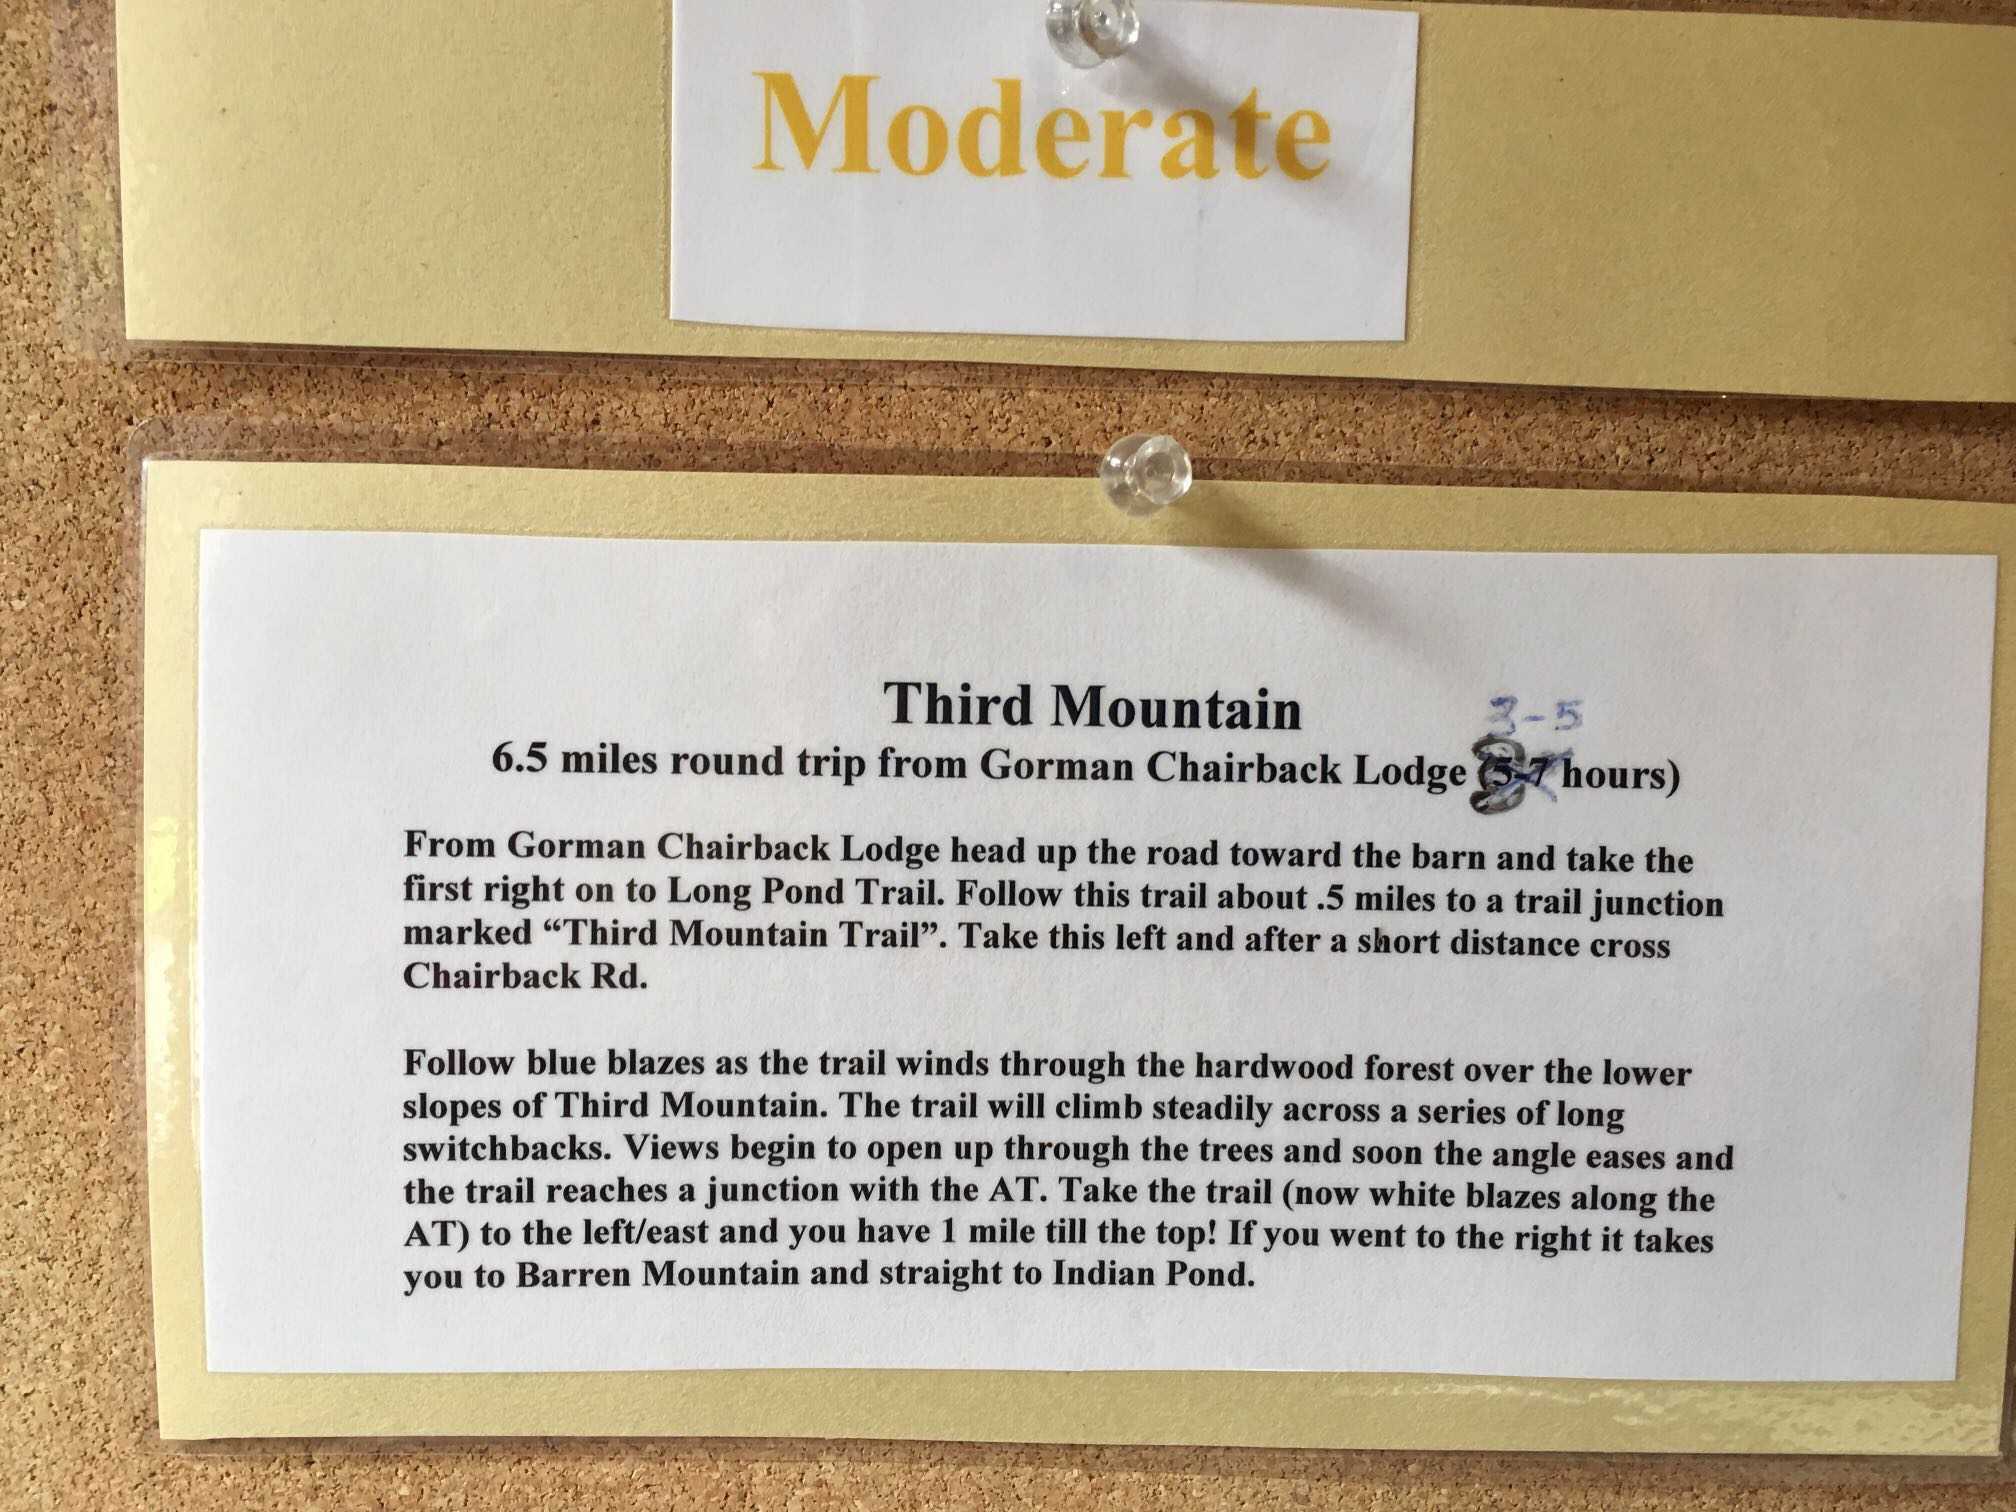 Moderate
Third Mountain
3-5
6.5 miles round trip from Gorman Chairback Lodge (5-7 hours)
From Gorman Chairback Lodge head up the road toward the barn and take the
first right on to Long Pond Trail. Follow this trail about .5 miles to a trail junction
marked “Third Mountain Trail”. Take this left and after a short distance cross
Chairback Rd.
Follow blue blazes as the trail winds through the hardwood forest over the lower
slopes of Third Mountain. The trail will climb steadily across a series of long
switchbacks. Views begin to open up through the trees and soon the angle eases and
the trail reaches a junction with the AT. Take the trail (now white blazes along the
AT) to the left/east and you have 1 mile till the top! If you went to the right it takes
you to Barren Mountain and straight to Indian Pond.